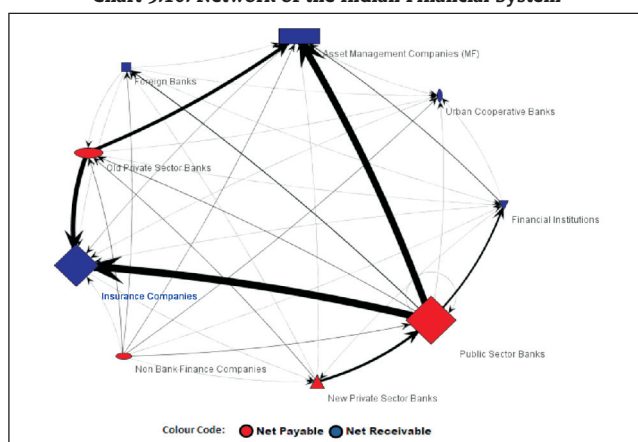 Chart 9.10: Network of the Indian Financial System
Asset Management Companies (MF)
Foreign Banks
Urban Cooperative Banks
Old Private Sector Banks
Financial Institutions
Insurance Companies
Public Sector Banks
Non Bank Finance Companies
New Private Sector Banks
Colour Code: Net Payable Net Receivable